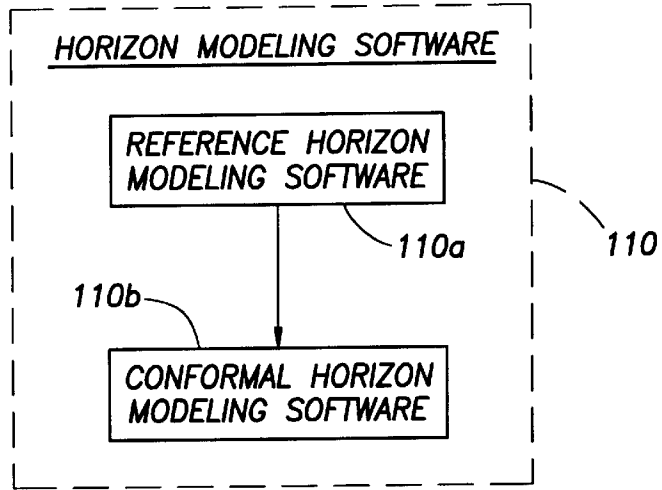 HORIZON MODELING SOFTWARE
REFERENCE HORIZON
MODELING SOFTWARE
110a
110
110b
CONFORMAL HORIZON
MODELING SOFTWARE